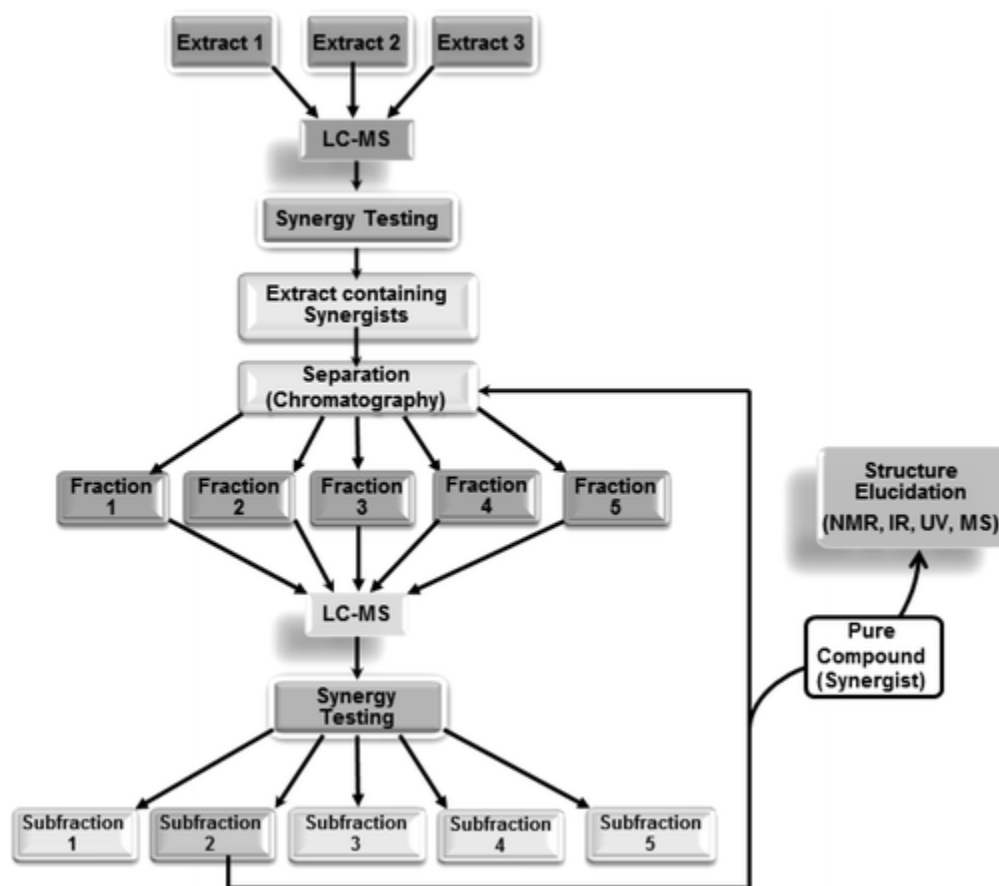 Extract 1
Extract 2
Extract 3
LC-MS
Synergy Testing
Extract containing
Synergists
Separation
(Chromatography)
Fraction
1
Fraction
2
Fraction
3
Fraction
4
Fraction
5
LC-MS
Synergy
Testing
Subfraction
1
Subfraction
2
Subfraction
3
Subfraction
4
Subfraction
5
Structure
Elucidation
(NMR, IR, UV, MS)
Pure
Compound
(Synergist)